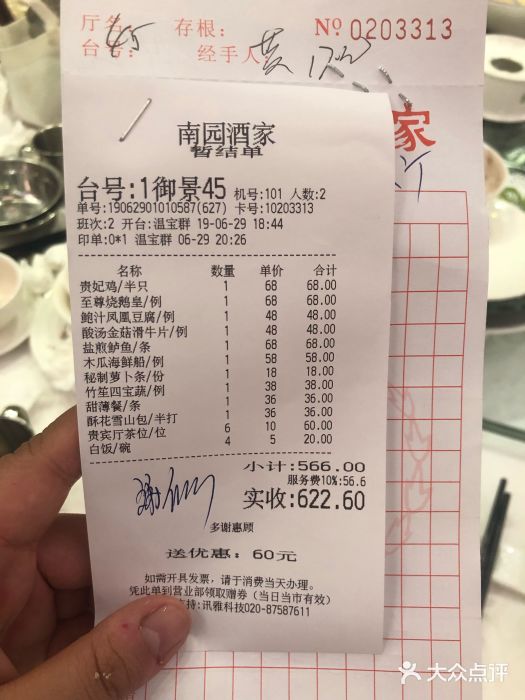 厅名: 存根: № 0203313
台号: 45 经手人:
家
南园酒家
暂结单
台号:1御景45 机号:101 人数:2
单号:19062901010587(627) 卡号:10203313
班次:2 开台:温宝群 19-06-29 18:44
印单:0*1 温宝群 06-29 20:26
名称 数量 单价 合计
贵妃鸡/半只 1 68 68.00
至尊烧鹅皇/例 1 68 68.00
鲍汁凤凰豆腐/例 1 48 48.00
酸汤金菇滑牛片/例 1 48 48.00
盐煎鲈鱼/条 1 68 68.00
木瓜海鲜船/例 1 58 58.00
秘制萝卜条/份 1 18 18.00
竹笙四宝蔬/例 1 38 38.00
甜薄餐/条 1 36 36.00
酥花雪山包/半打 1 36 36.00
贵宾厅茶位/位 6 10 60.00
白饭/碗 4 5 20.00
小计:566.00
服务费10%:56.6
实收:622.60
多谢惠顾
送优惠: 60元
如需开具发票，请于消费当天办理。
凭此单到营业部领取赠券（当日当市有效）
持:讯雅科技020-87587611
大众点评